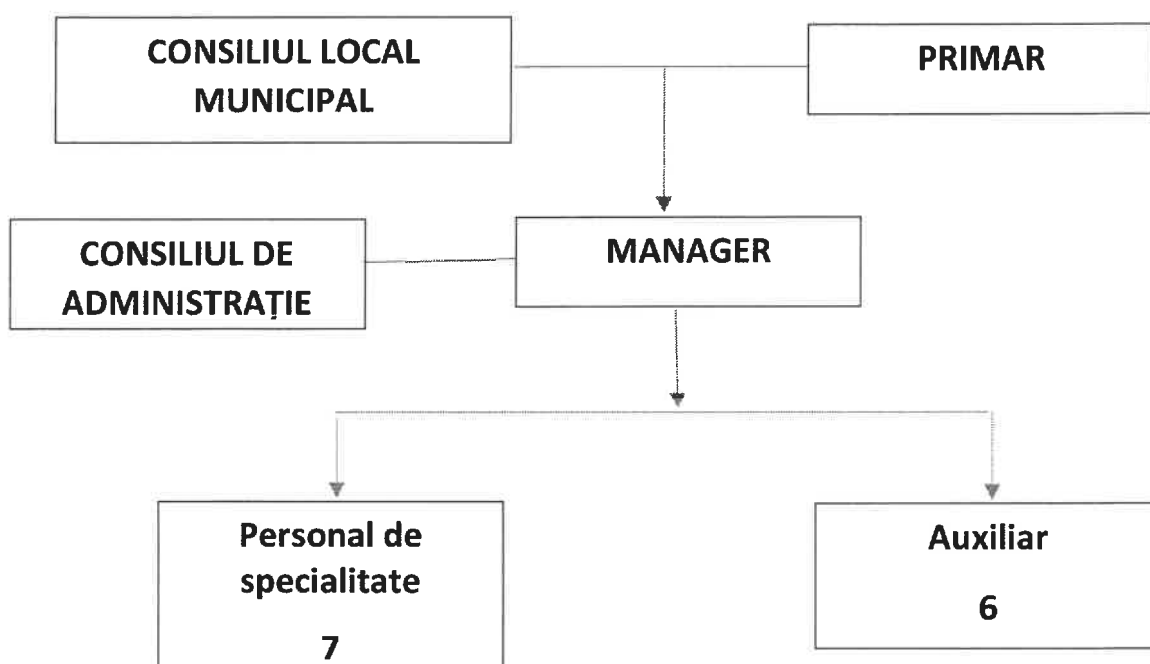 CONSILIUL LOCAL
MUNICIPAL
PRIMAR
CONSILIUL DE
ADMINISTRAȚIE
MANAGER
Personal de
specialitate
7
Auxiliar
6